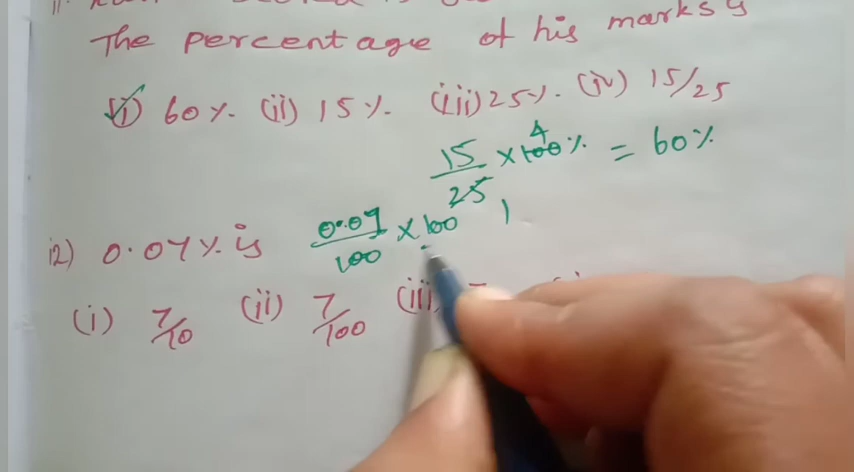 The percentage of his marks is
(i) 60%. (ii) 15%. (iii) 25%. (iv) 15/25
15/25 × 100% 4 = 60%
12) 0.07% is 0.07/100 × 100
(i) 7/10 (ii) 7/100 (iii)